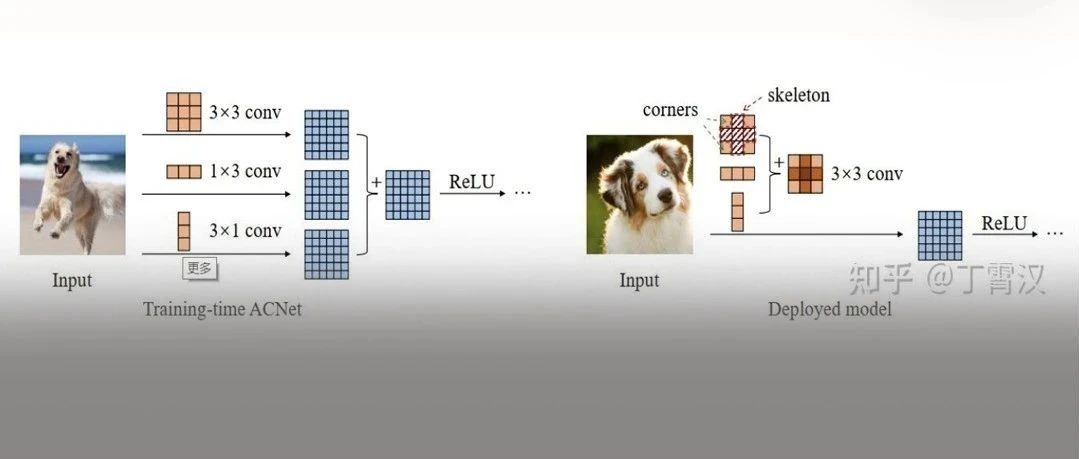 3×3 conv
1×3 conv
3×1 conv
更多
+
ReLU
...
Input
Training-time ACNet
skeleton
corners
+
3×3 conv
ReLU
...
Input
知乎 @丁霄汉
Deployed model